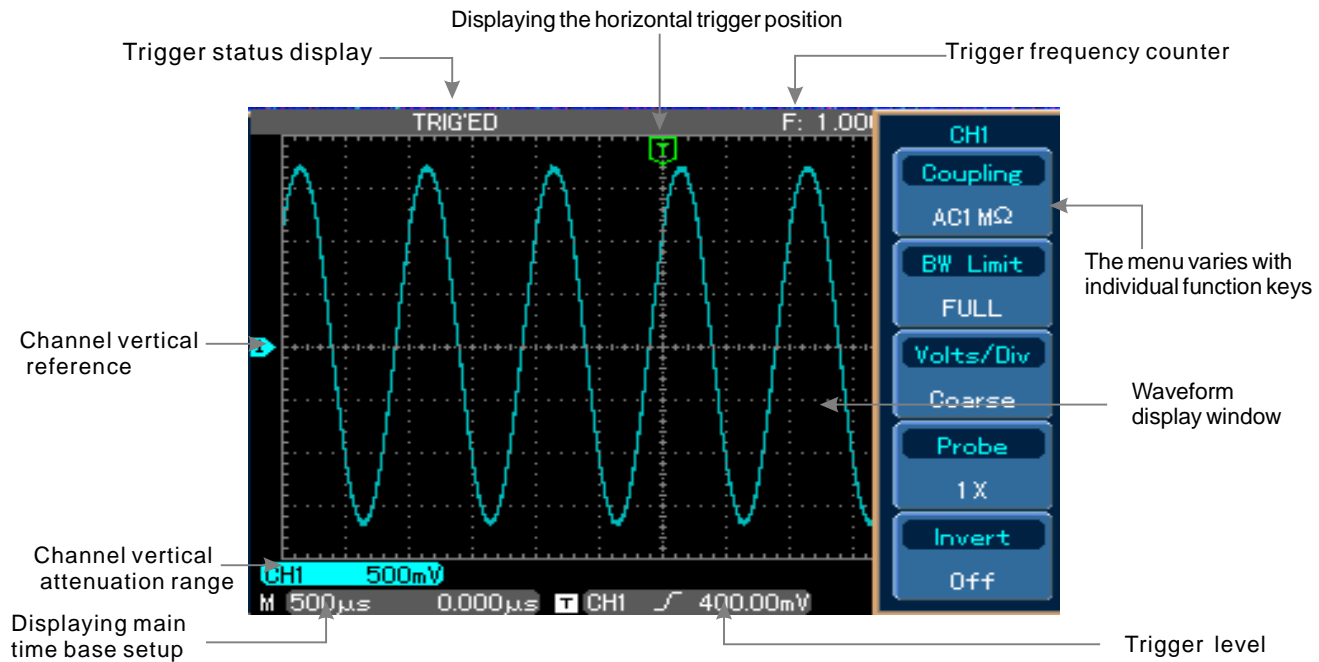 Displaying the horizontal trigger position
Trigger status display
Trigger frequency counter
TRIG'ED
F: 1.00
T
CH1
Coupling
AC1 MΩ
BW Limit
FULL
The menu varies with
individual function keys
Channel vertical
reference
Volts/Div
Coarse
Waveform
display window
Probe
1 X
Invert
Off
Channel vertical
attenuation range
CH1 500mV
M 500µs 0.000µs T CH1 400.00mV
Displaying main
time base setup
Trigger level